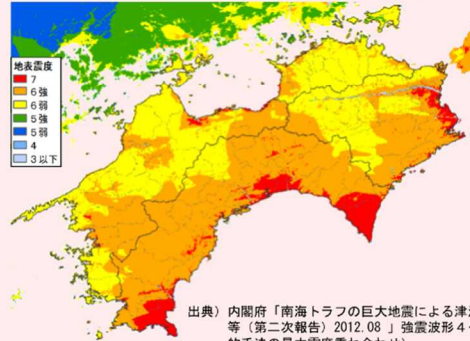 地表震度
7
6強
6弱
5強
5弱
4
3以下
出典）内閣府「南海トラフの巨大地震による津
等（第二次報告）2012.08 」強震波形４